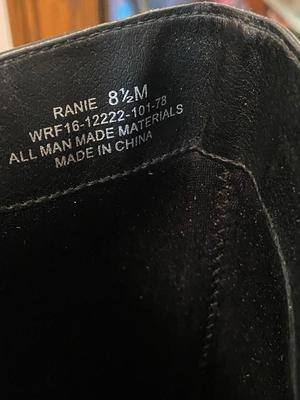 RANIE 8½M
WRF16-12222-101-78
ALL MAN MADE MATERIALS
MADE IN CHINA